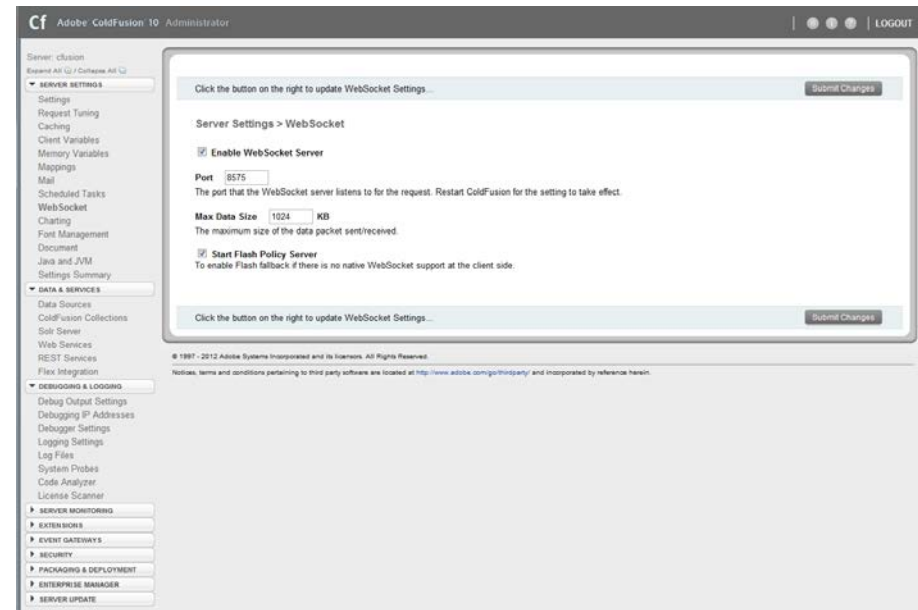 Cf Adobe ColdFusion 10 Administrator
LOGOUT
Server: cfusion
Expand All / Collapse All
SERVER SETTINGS
Settings
Request Tuning
Caching
Client Variables
Memory Variables
Mappings
Mail
Scheduled Tasks
WebSocket
Charting
Font Management
Document
Java and JVM
Settings Summary
DATA & SERVICES
Data Sources
ColdFusion Collections
Solr Server
Web Services
REST Services
Flex Integration
DEBUGGING & LOGGING
Debug Output Settings
Debugging IP Addresses
Debugger Settings
Logging Settings
Log Files
System Probes
Code Analyzer
License Scanner
SERVER MONITORING
EXTENSIONS
EVENT GATEWAYS
SECURITY
PACKAGING & DEPLOYMENT
ENTERPRISE MANAGER
SERVER UPDATE
Click the button on the right to update WebSocket Settings...
Submit Changes
Server Settings > WebSocket
Enable WebSocket Server
Port 8575
The port that the WebSocket server listens to for the request. Restart ColdFusion for the setting to take effect.
Max Data Size 1024 KB
The maximum size of the data packet sent/received.
Start Flash Policy Server
To enable Flash fallback if there is no native WebSocket support at the client side.
Click the button on the right to update WebSocket Settings...
Submit Changes
© 1997 - 2012 Adobe Systems Incorporated and its licensors. All Rights Reserved.
Notices, terms and conditions pertaining to third party software are located at http://www.adobe.com/go/thirdparty/ and incorporated by reference herein.